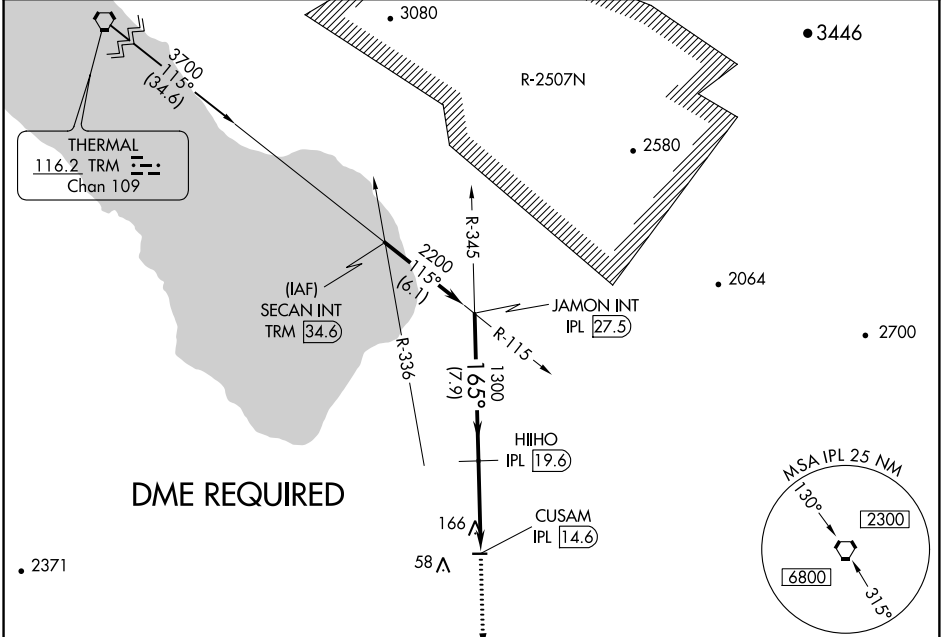 3080
3446
3700
115°
(34.6)
R-2507N
THERMAL
116.2 TRM
Chan 109
2580
R-345
2200
115°
(6.1)
(IAF)
SECAN INT
TRM 34.6
2064
JAMON INT
IPL 27.5
R-115
2700
R-336
1300
165°
(7.9)
HIIHO
IPL 19.6
DME REQUIRED
MSA IPL 25 NM
130°
2300
166
CUSAM
IPL 14.6
58
2371
6800
315°